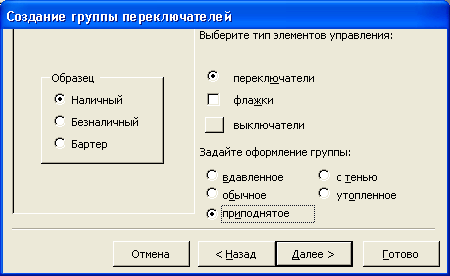 Создание группы переключателей
Выберите тип элементов управления:
Образец
Наличный
Безналичный
Бартер
переключатели
флажки
выключатели
Задайте оформление группы:
вдавленное
с тенью
обычное
утопленное
приподнятое
Отмена
< Назад
Далее >
Готово